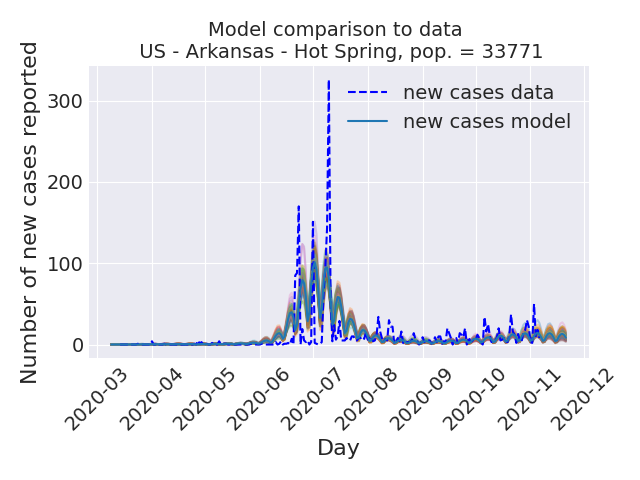 Model comparison to data
US - Arkansas - Hot Spring, pop. = 33771
Number of new cases reported
300
200
100
0
new cases data
new cases model
2020-03
2020-04
2020-05
2020-06
2020-07
2020-08
2020-09
2020-10
2020-11
2020-12
Day